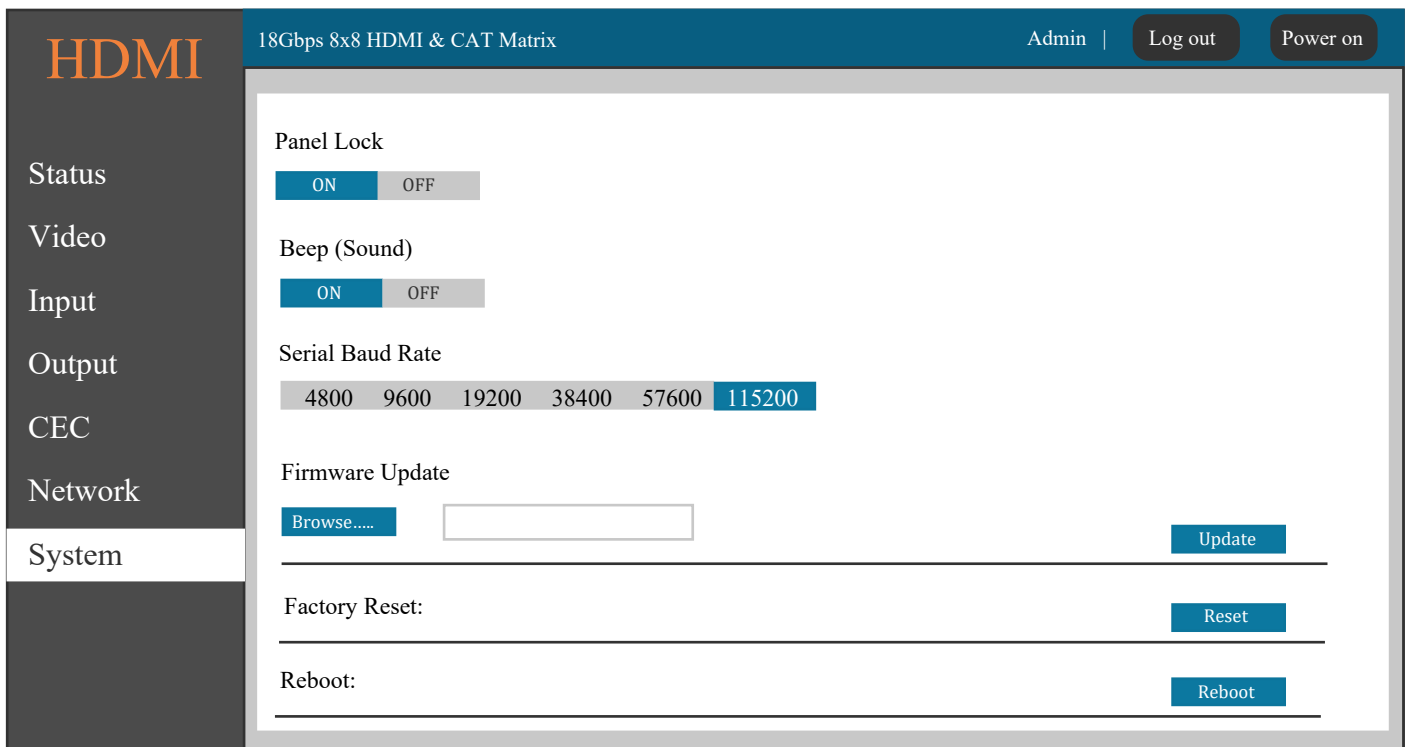 HDMI
18Gbps 8x8 HDMI & CAT Matrix
Admin |
Log out
Power on
Status
Video
Input
Output
CEC
Network
System
Panel Lock
ON OFF
Beep (Sound)
ON OFF
Serial Baud Rate
4800 9600 19200 38400 57600 115200
Firmware Update
Browse.....
Update
Factory Reset:
Reset
Reboot:
Reboot